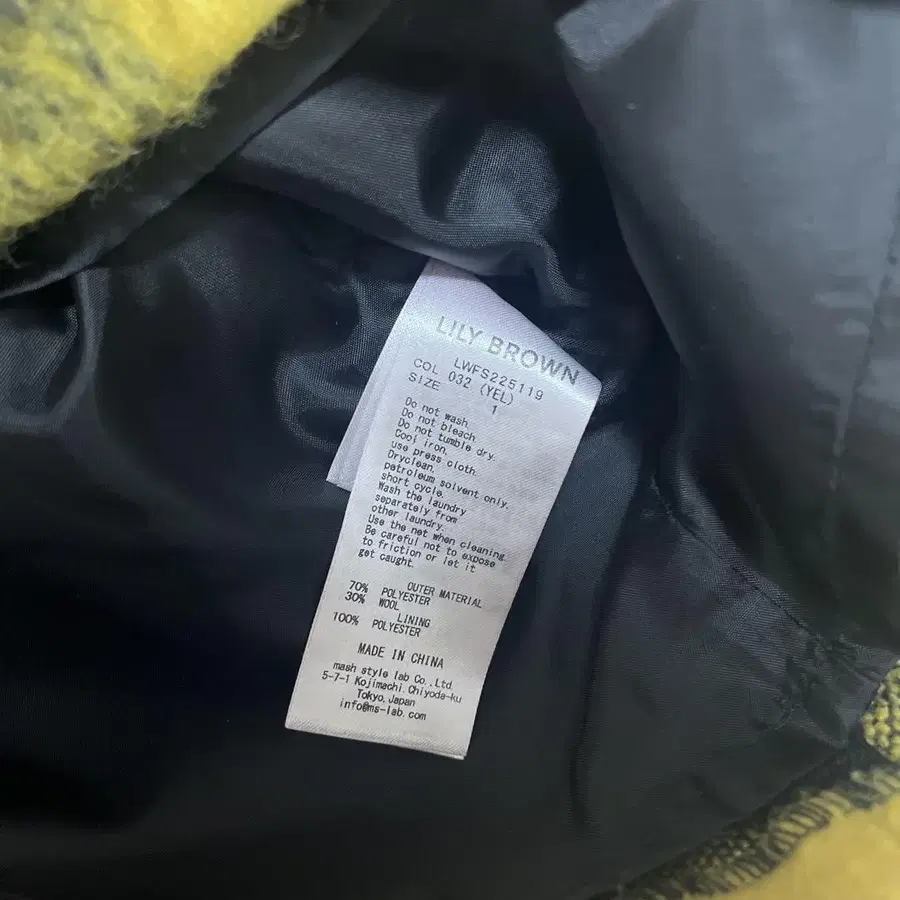 LILY BROWN
LWFS225119
COL 032 (YEL)
SIZE 1
Do not wash.
Do not bleach.
Do not tumble dry.
Cool iron,
use press cloth.
Dryclean.
petroleum solvent only.
short cycle.
Wash the laundry
separately from
other laundry.
Use the net when cleaning.
Be careful not to expose
to friction or let it
get caught.
OUTER MATERIAL
70% POLYESTER
30% WOOL
LINING
100% POLYESTER
MADE IN CHINA
mash style lab Co.,Ltd.
5-7-1 Kojimachi, Chiyoda-ku
Tokyo, Japan
info@ms-lab.com